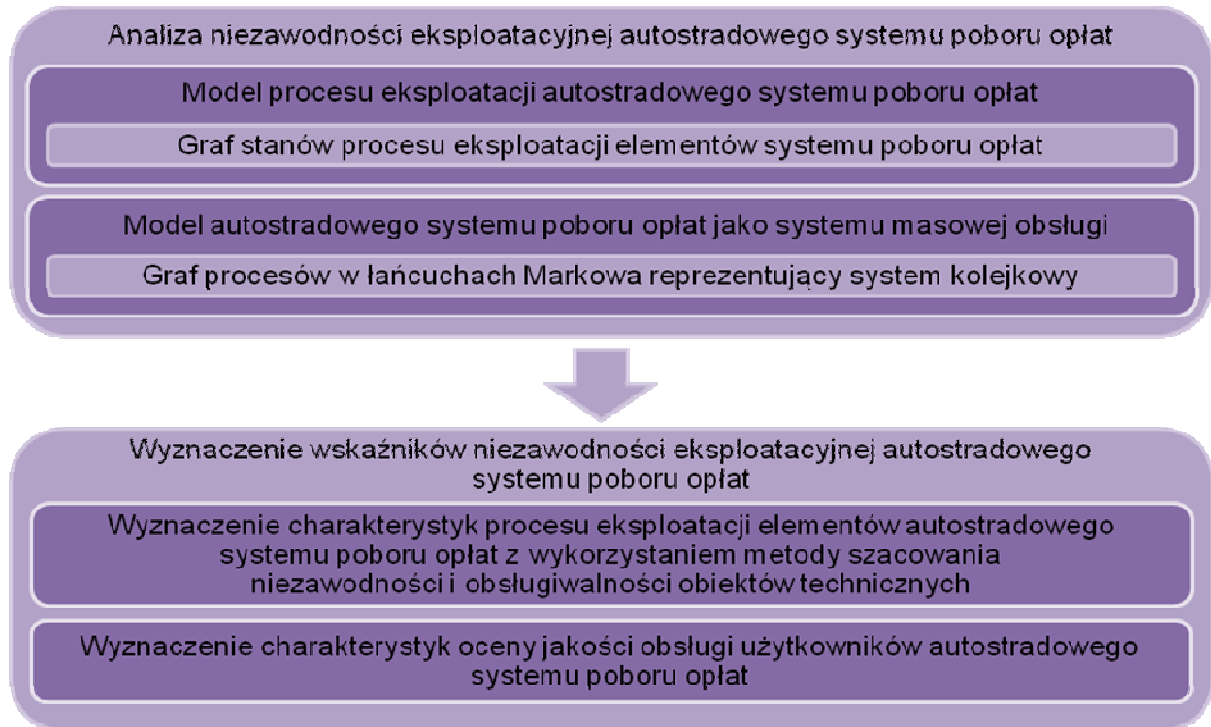 Analiza niezawodności eksploatacyjnej autostradowego systemu poboru opłat
Model procesu eksploatacji autostradowego systemu poboru opłat
Graf stanów procesu eksploatacji elementów systemu poboru opłat
Model autostradowego systemu poboru opłat jako systemu masowej obsługi
Graf procesów w łańcuchach Markowa reprezentujący system kolejkowy
Wyznaczenie wskaźników niezawodności eksploatacyjnej autostradowego
systemu poboru opłat
Wyznaczenie charakterystyk procesu eksploatacji elementów autostradowego
systemu poboru opłat z wykorzystaniem metody szacowania
niezawodności i obsługiwalności obiektów technicznych
Wyznaczenie charakterystyk oceny jakości obsługi użytkowników autostradowego
systemu poboru opłat